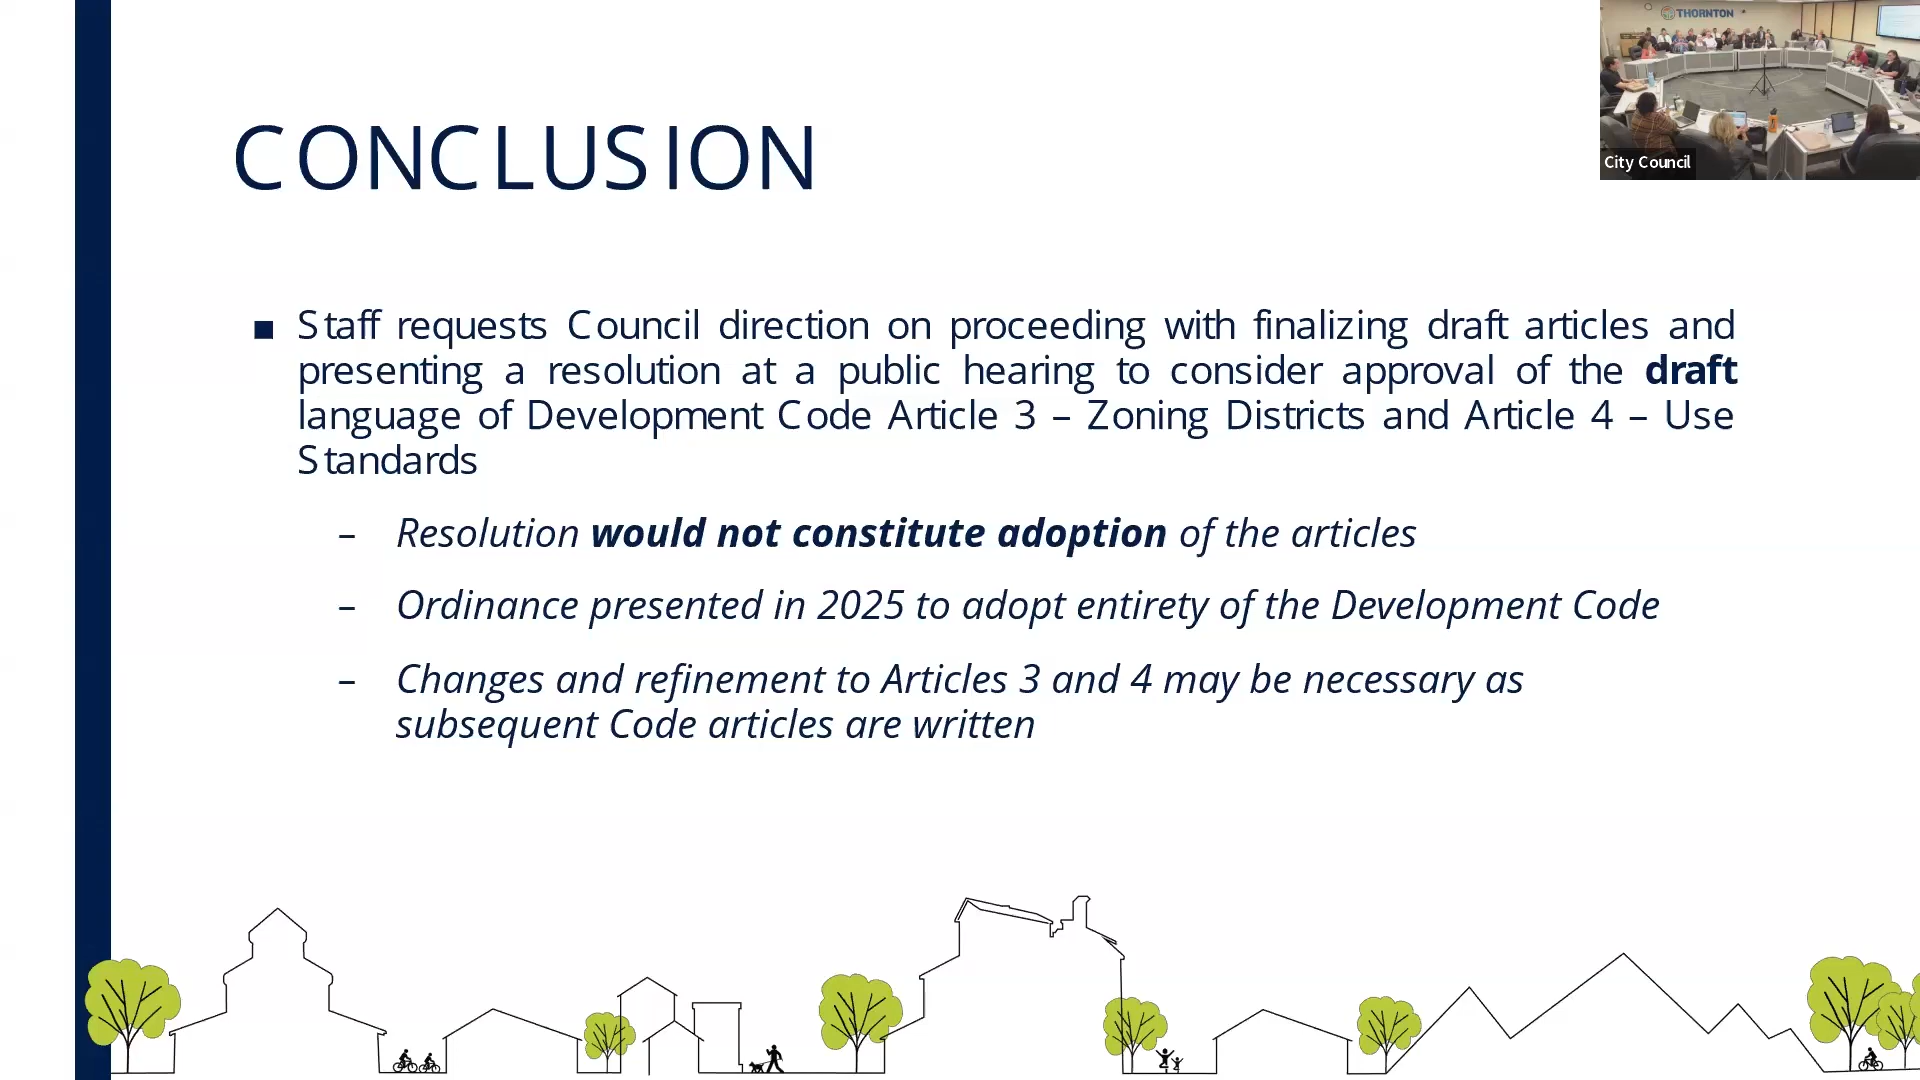 THORNTON
City Council
CONCLUSION
■ Staff requests Council direction on proceeding with finalizing draft articles and
presenting a resolution at a public hearing to consider approval of the draft
language of Development Code Article 3 – Zoning Districts and Article 4 – Use
Standards
– Resolution would not constitute adoption of the articles
– Ordinance presented in 2025 to adopt entirety of the Development Code
– Changes and refinement to Articles 3 and 4 may be necessary as
subsequent Code articles are written